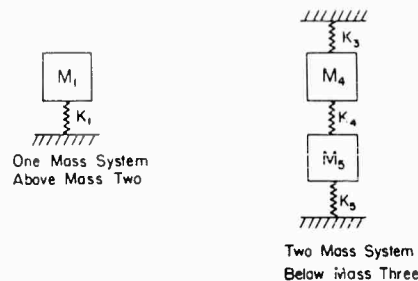 M₁
K₁
One Mass System
Above Mass Two
K₃
M₄
K₄
M₅
K₅
Two Mass System
Below Mass Three